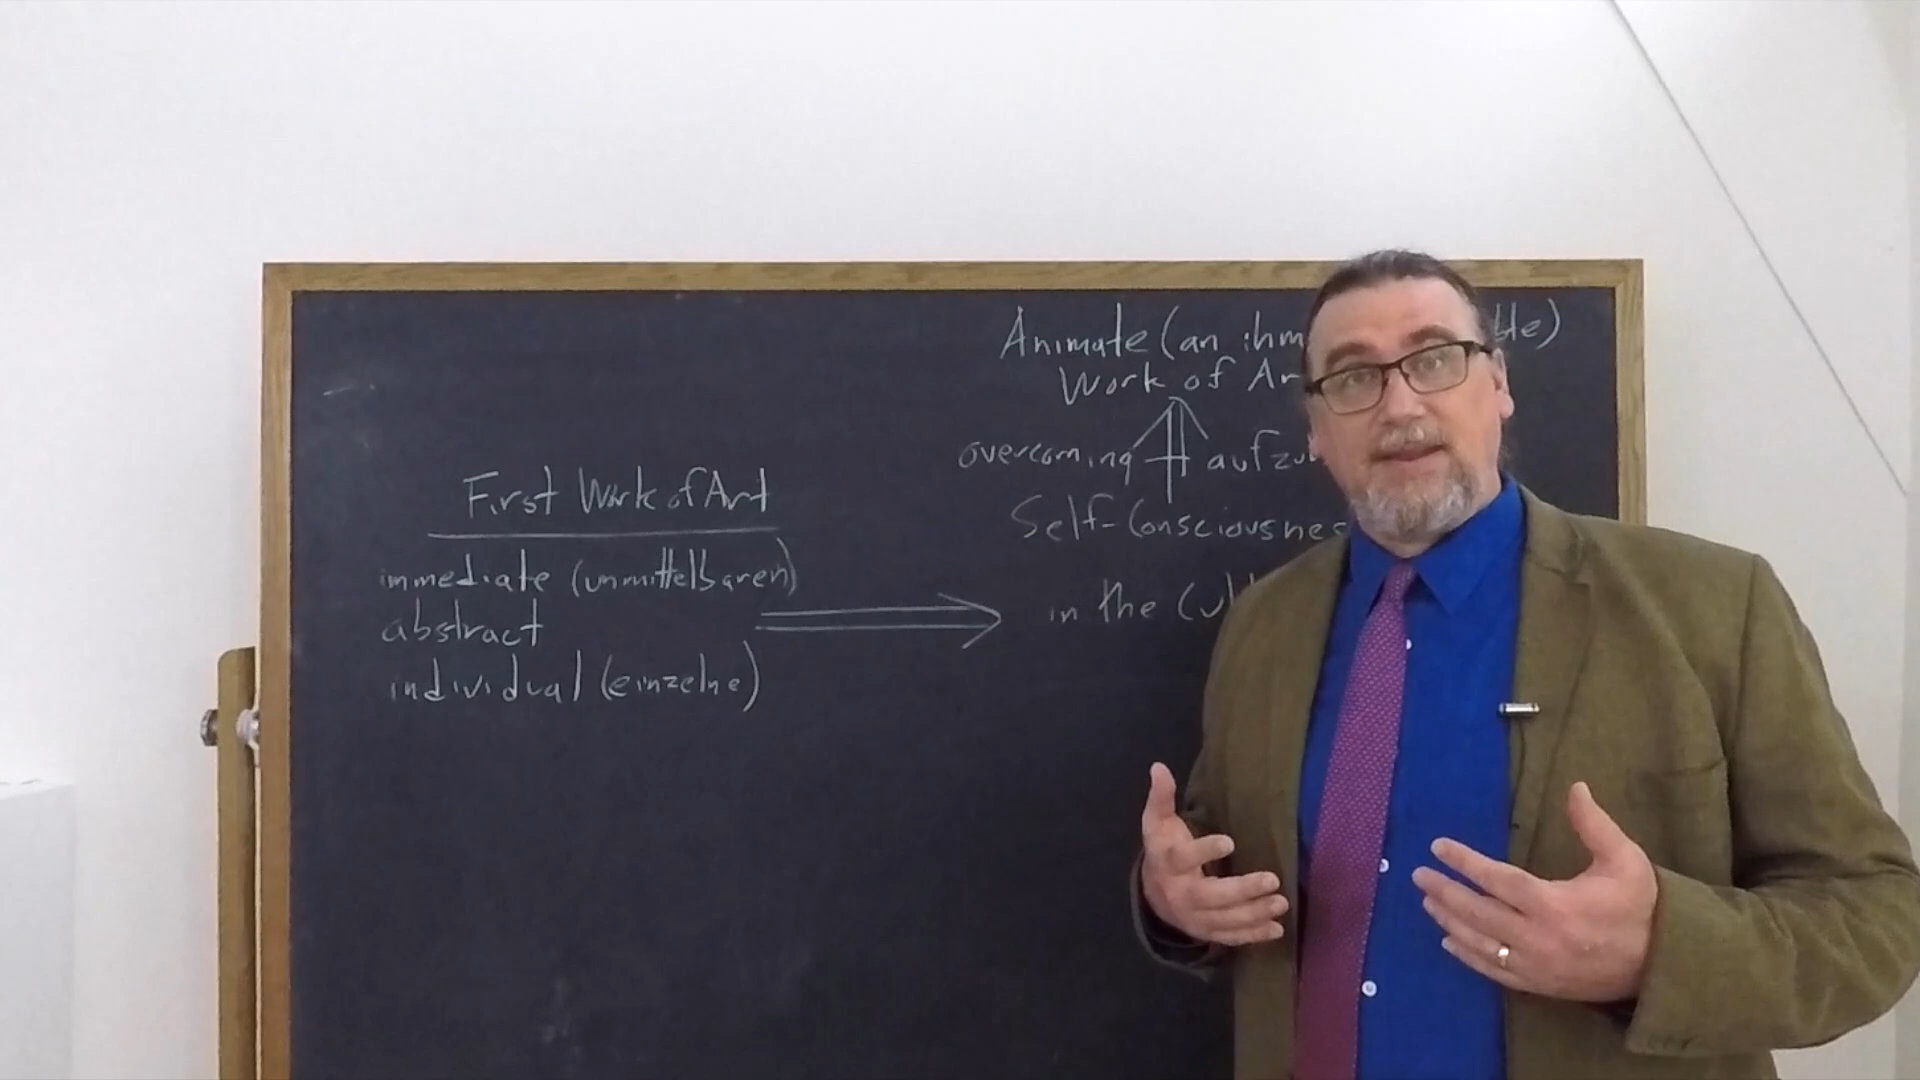 First Work of Art
immediate (unmittelbaren)
abstract
individual (einzelne)
Animate (an ihm
Work of Ar
overcoming aufzu
Self-Consciousnes
in the Cul